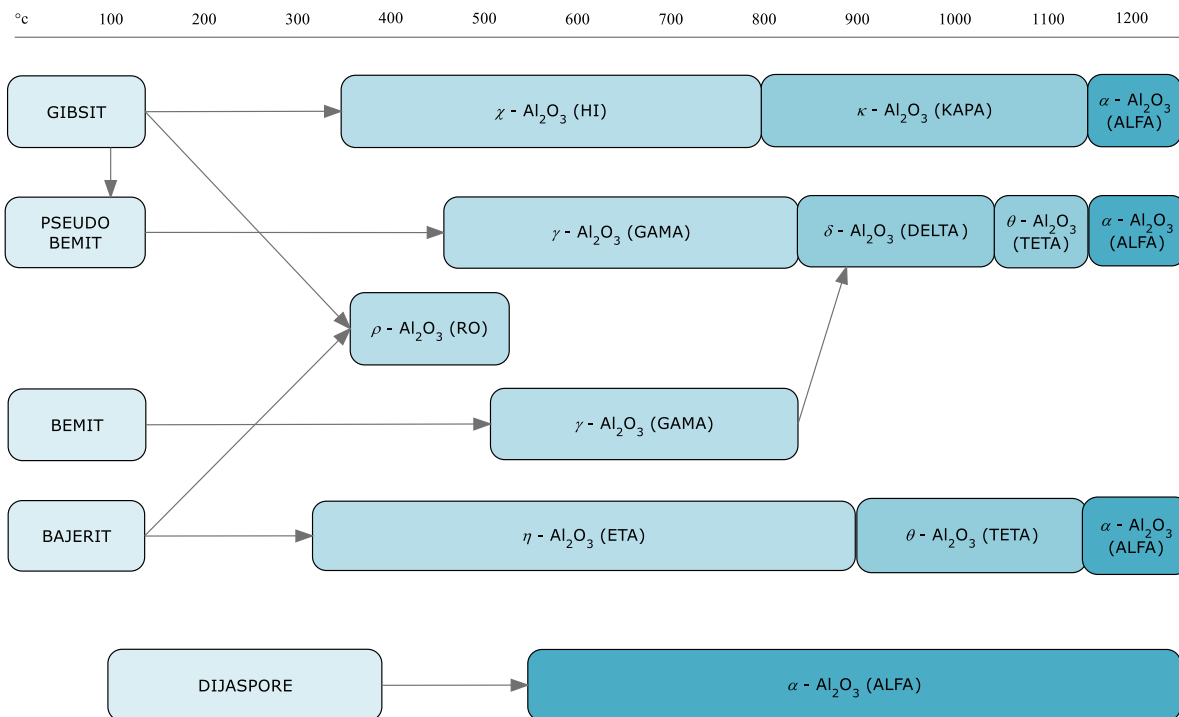 °c 100 200 300 400 500 600 700 800 900 1000 1100 1200
GIBSIT
χ - Al₂O₃ (HI)
κ - Al₂O₃ (KAPA)
α - Al₂O₃
(ALFA)
PSEUDO
BEMIT
γ - Al₂O₃ (GAMA)
δ - Al₂O₃ (DELTA)
θ - Al₂O₃
(TETA)
α - Al₂O₃
(ALFA)
ρ - Al₂O₃ (RO)
BEMIT
γ - Al₂O₃ (GAMA)
BAJERIT
η - Al₂O₃ (ETA)
θ - Al₂O₃ (TETA)
α - Al₂O₃
(ALFA)
DIJASPORE
α - Al₂O₃ (ALFA)